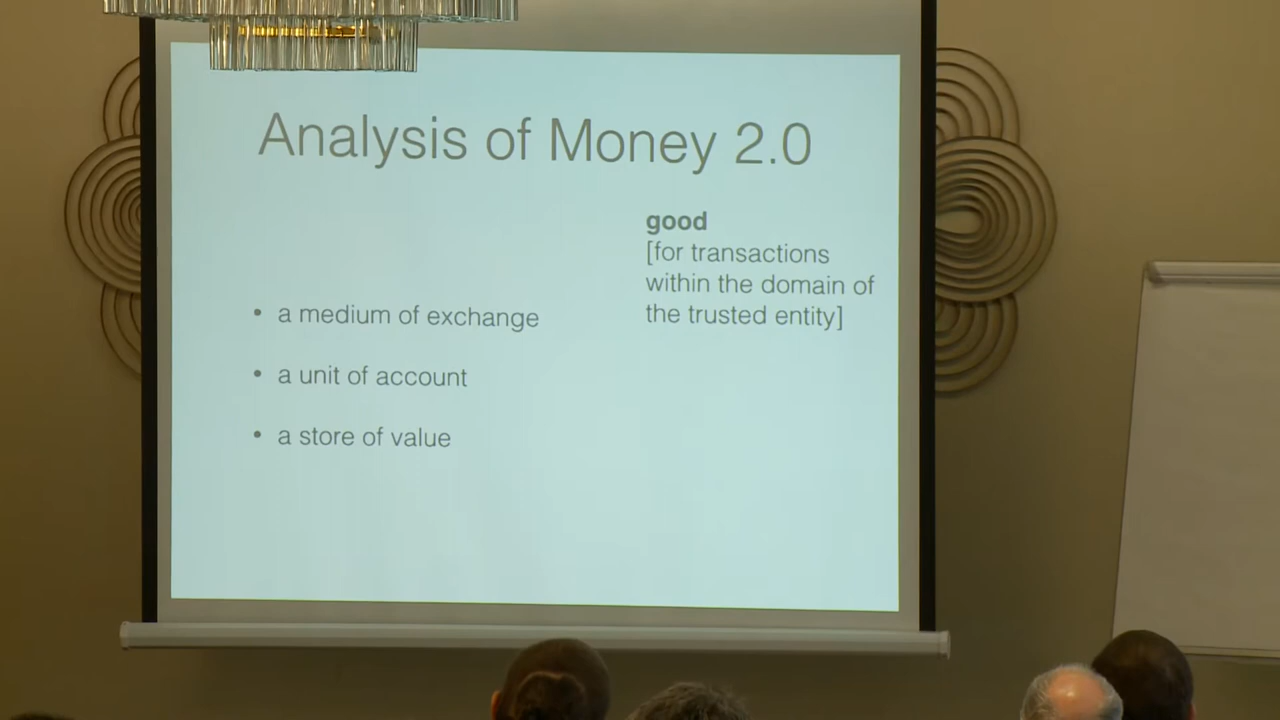 Analysis of Money 2.0
good
[for transactions
within the domain of
the trusted entity]
• a medium of exchange
• a unit of account
• a store of value